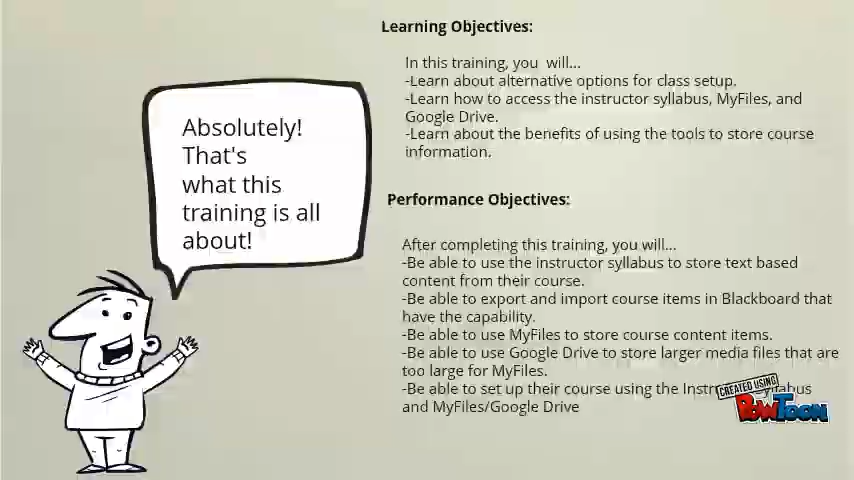 Absolutely!
That's
what this
training is all
about!
Learning Objectives:
In this training, you will...
-Learn about alternative options for class setup.
-Learn how to access the instructor syllabus, MyFiles, and
Google Drive.
-Learn about the benefits of using the tools to store course
information.
Performance Objectives:
After completing this training, you will...
-Be able to use the instructor syllabus to store text based
content from their course.
-Be able to export and import course items in Blackboard that
have the capability.
-Be able to use MyFiles to store course content items.
-Be able to use Google Drive to store larger media files that are
too large for MyFiles.
-Be able to set up their course using the
and MyFiles/Google Drive
CREATED USING
PowToon